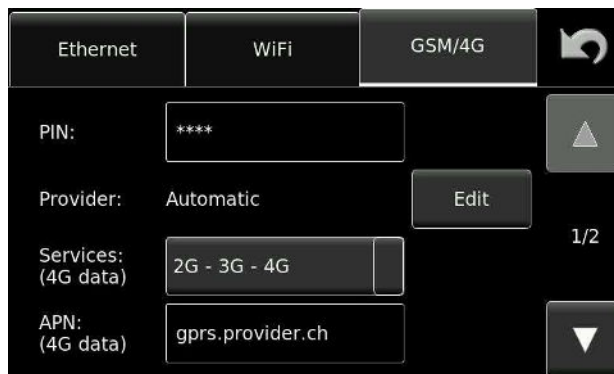 Ethernet WiFi GSM/4G
PIN: ****
Provider: Automatic Edit
1/2
Services: 2G - 3G - 4G
(4G data)
APN: gprs.provider.ch
(4G data)